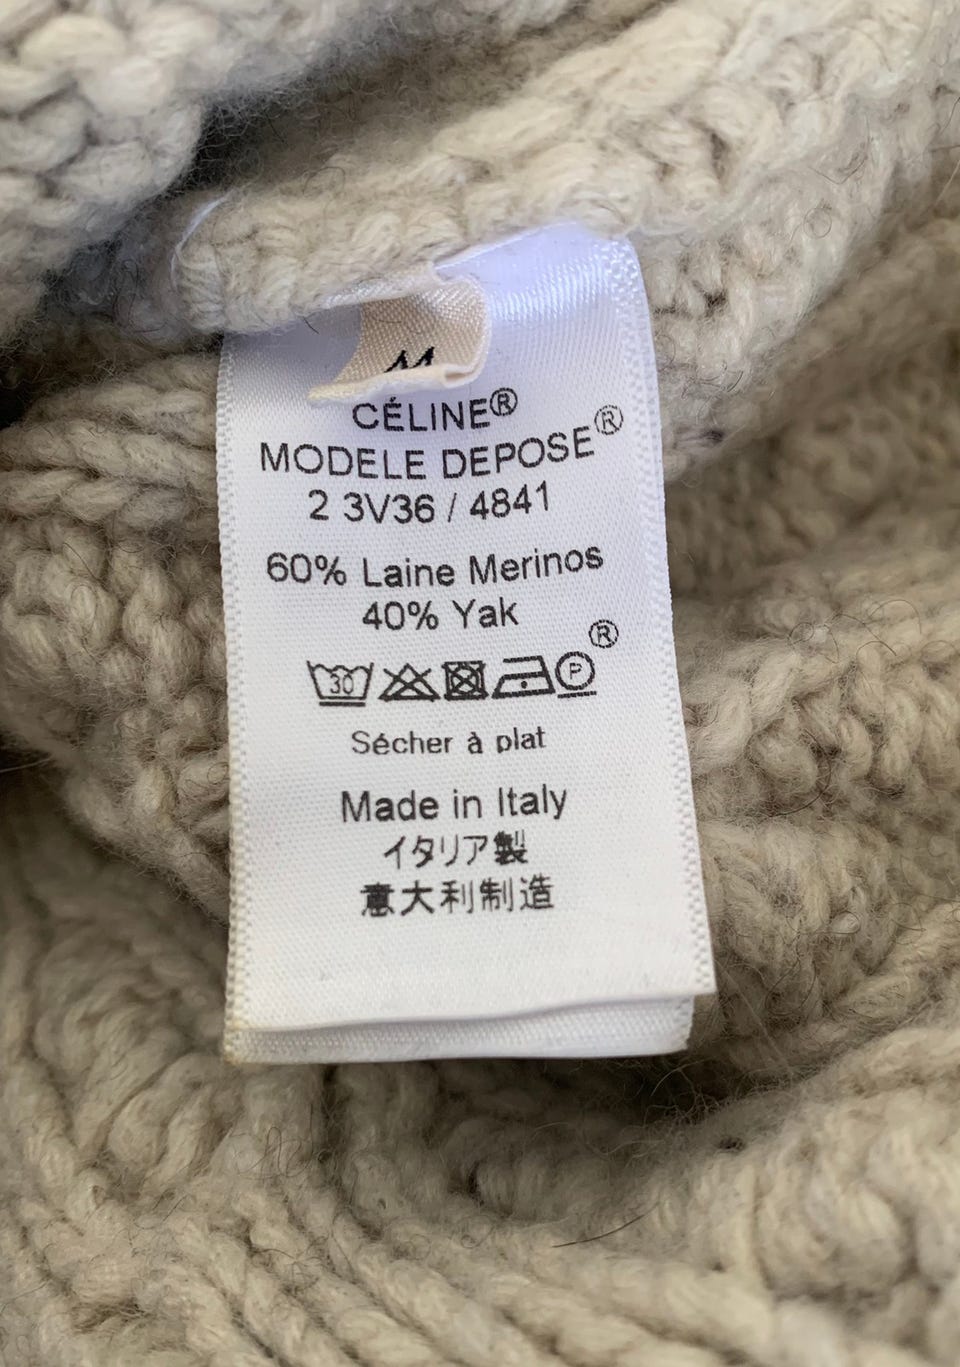 M
CÉLINE®
MODELE DEPOSE®
2 3V36 / 4841
60% Laine Merinos
40% Yak
®
30 P
Sécher à plat
Made in Italy
イタリア製
意大利制造